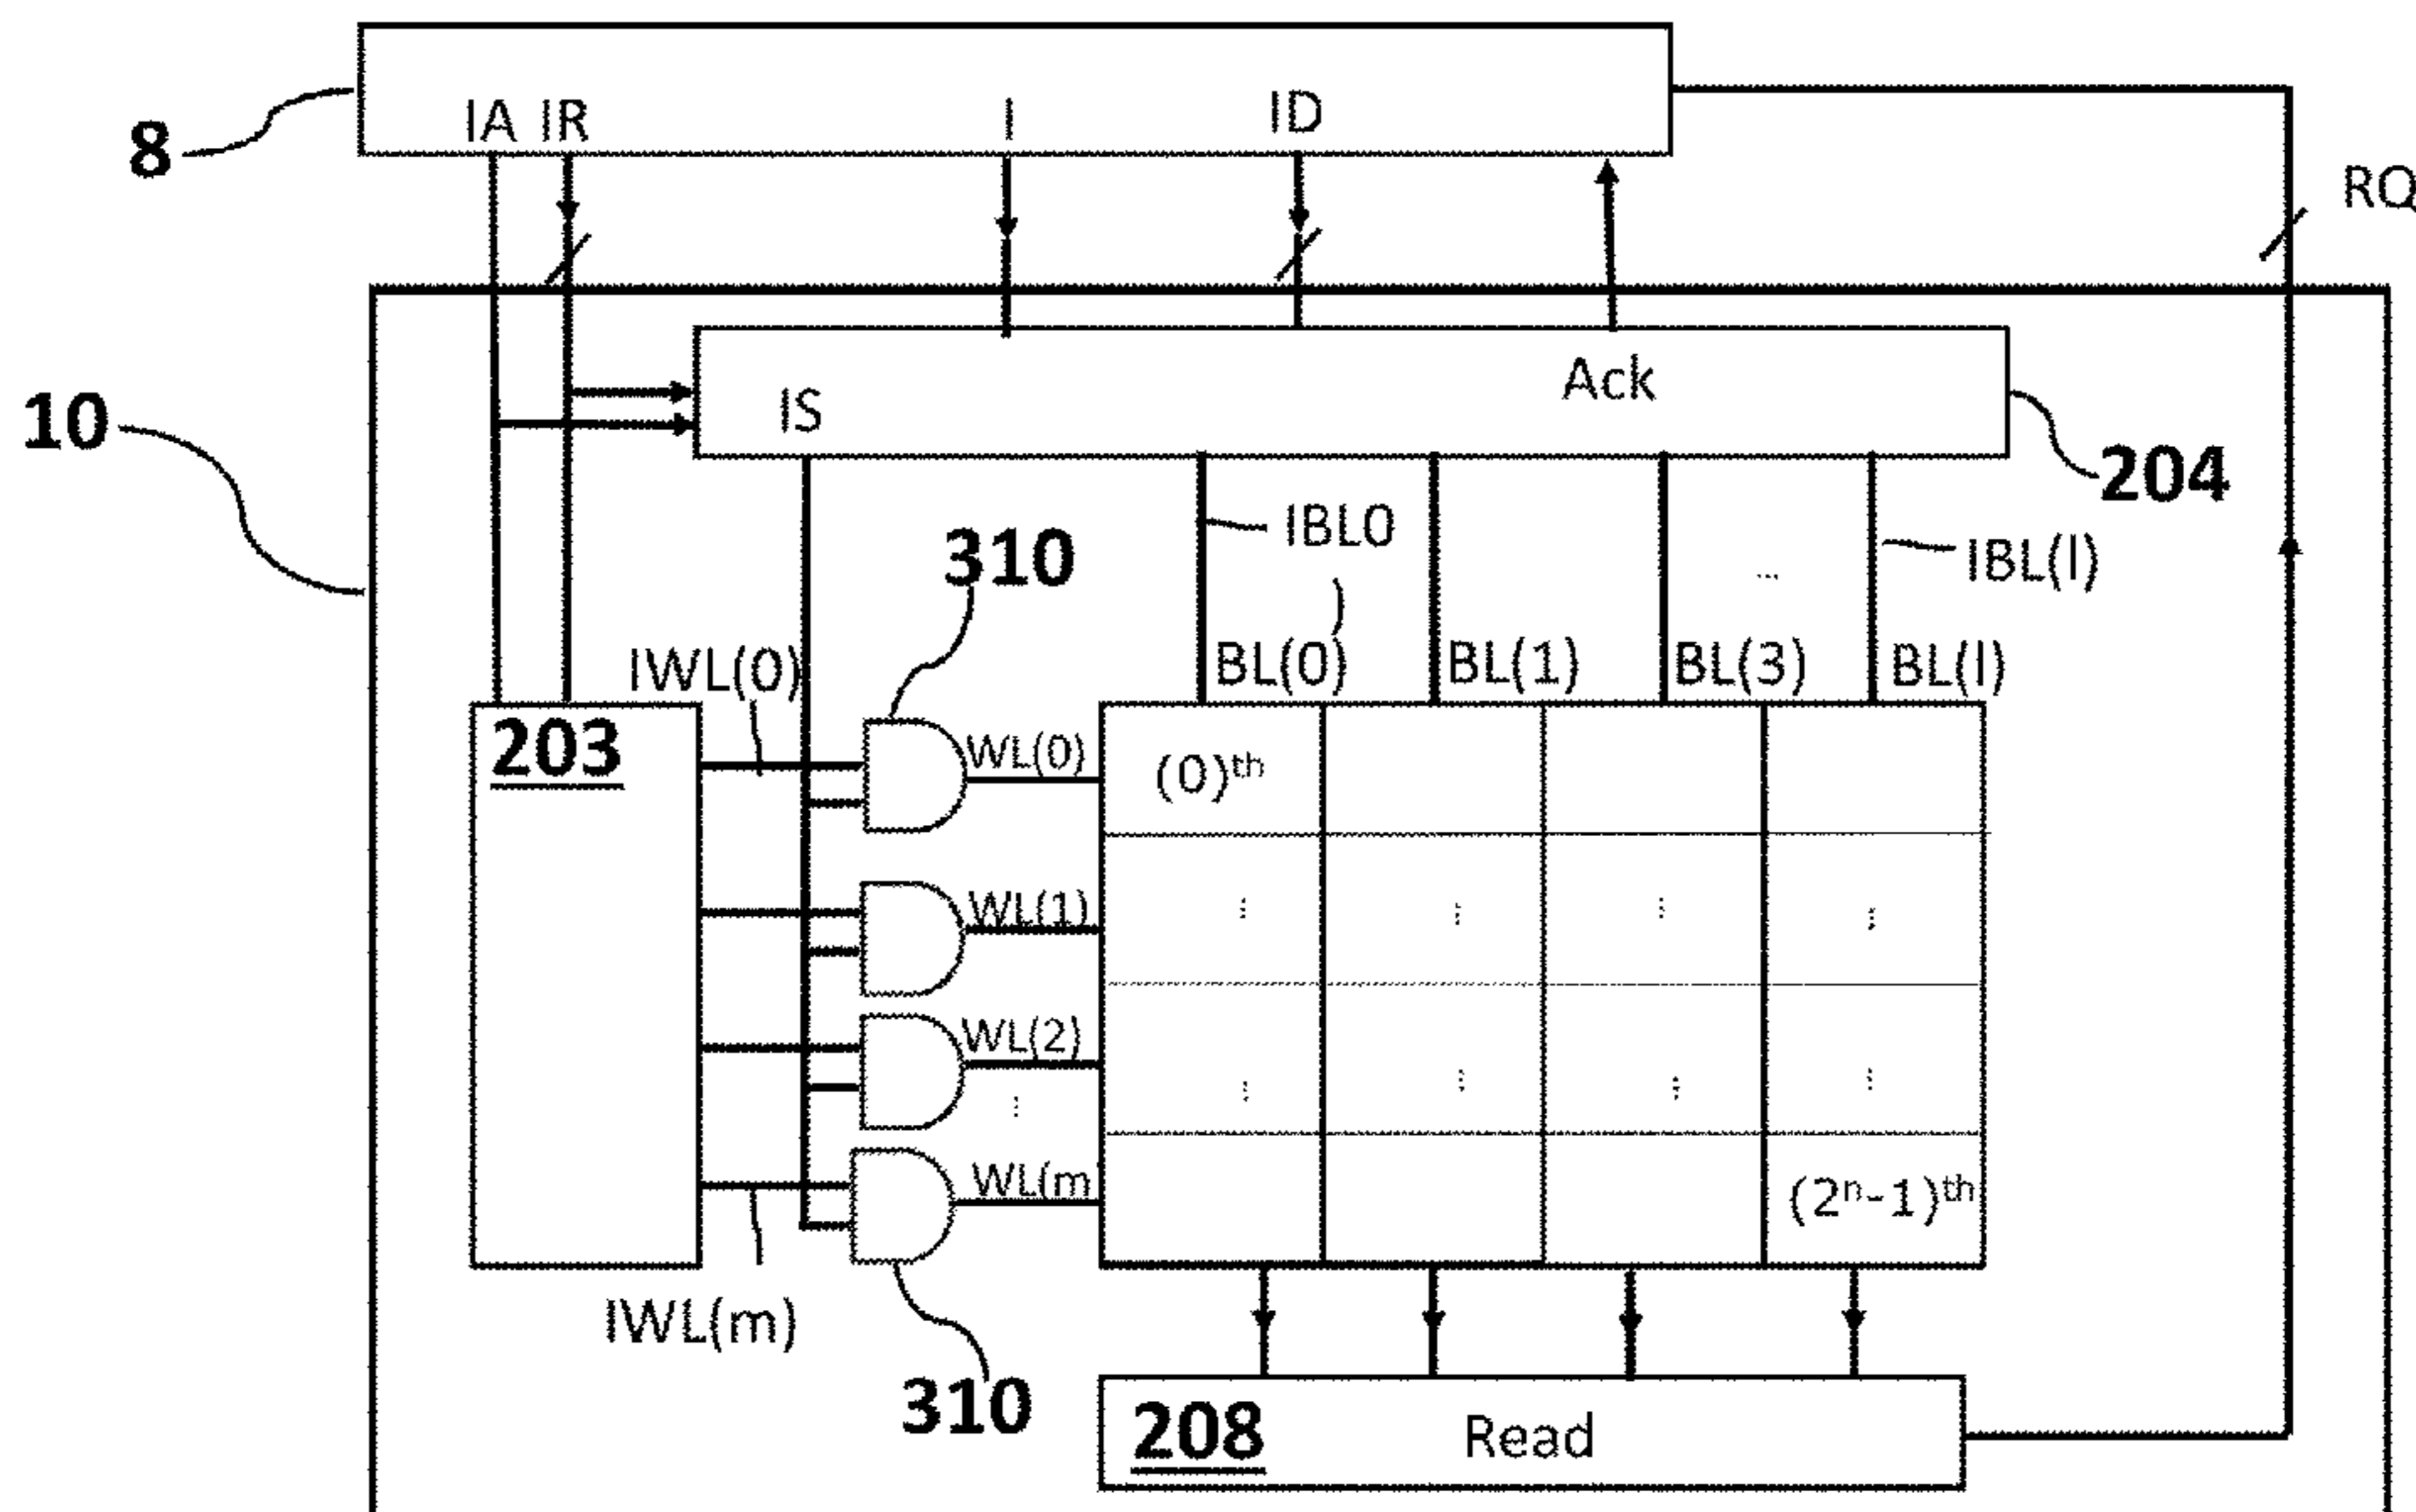 IA IR I ID
8
RQ
Ack
10
IS
204
310
IBL0
IBL(l)
...
IWL(0)
BL(0) BL(1) BL(3) BL(l)
203
WL(0)
(0)th
WL(1)
WL(2)
WL(m
(2n-1)th
IWL(m)
310
208 Read